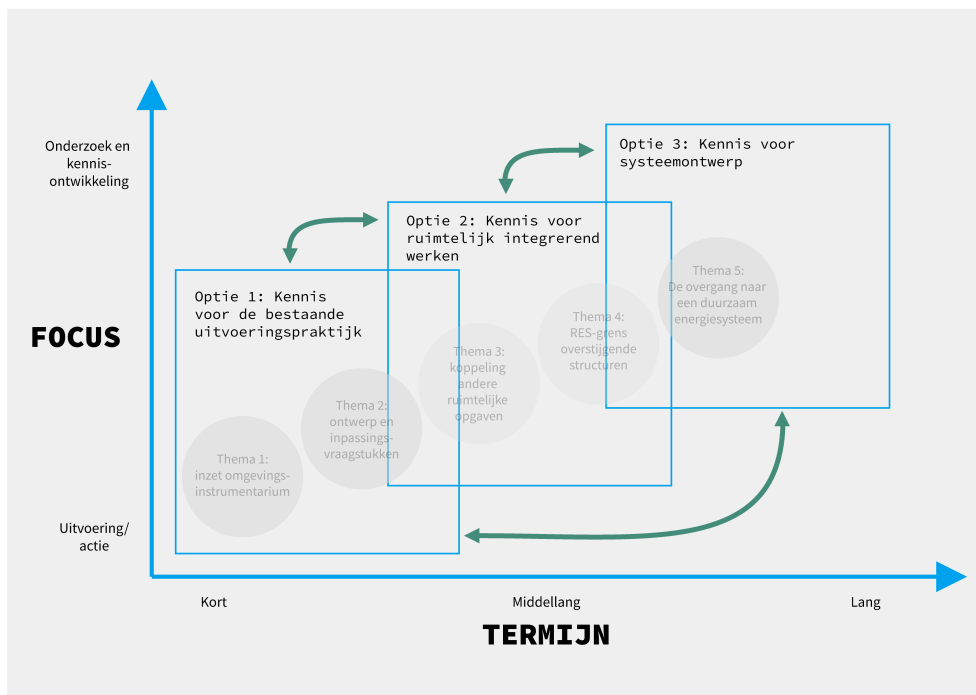 Onderzoek en
kennis-
ontwikkeling
FOCUS
Uitvoering/
actie
Optie 1: Kennis
voor de bestaande
uitvoeringspraktijk
Optie 2: Kennis voor
ruimtelijk integrerend
werken
Optie 3: Kennis voor
systeemontwerp
Thema 1:
inzet omgevings-
instrumentarium
Thema 2:
ontwerp en
inpassings-
vraagstukken
Thema 3:
koppeling
andere
ruimtelijke
opgaven
Thema 4:
RES-grens
overstijgende
structuren
Thema 5:
De overgang naar
een duurzaam
energiesysteem
Kort
Middellang
Lang
TERMIJN